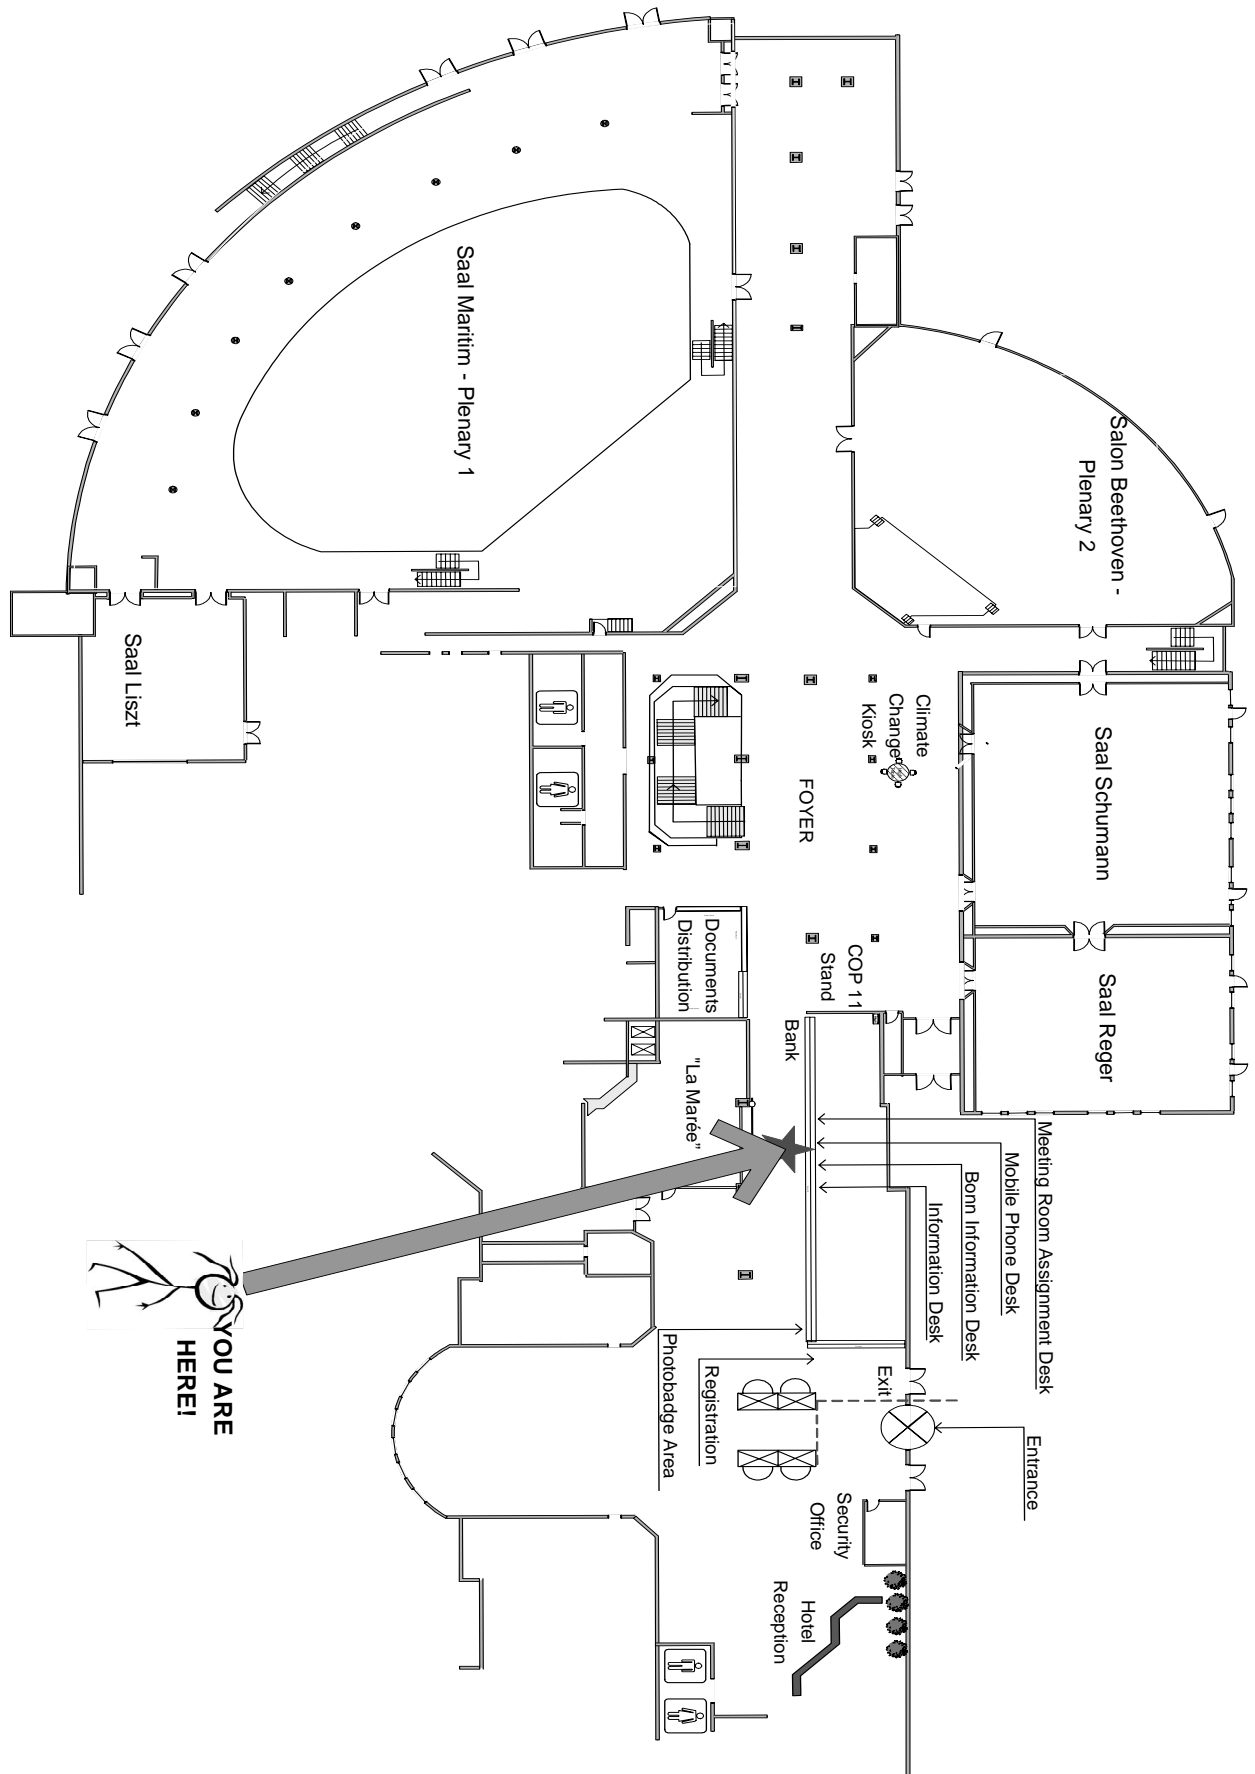 Saal Maritim - Plenary 1
Salon Beethoven -
Plenary 2
Saal Liszt
Climate
Change
Kiosk
FOYER
Saal Schumann
Saal Reger
Documents
Distribution
COP 11
Stand
Bank
"La Marée"
Meeting Room Assignment Desk
Mobile Phone Desk
Bonn Information Desk
Information Desk
Photobadge Area
Registration
Exit
Entrance
Security
Office
Hotel
Reception
YOU ARE
HERE!